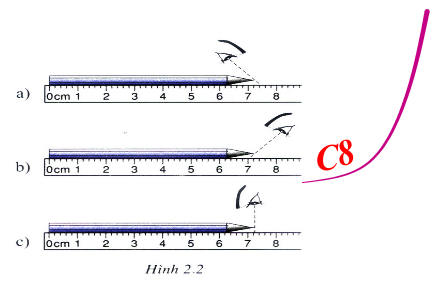 a) 0cm 1 2 3 4 5 6 7 8
b) 0cm 1 2 3 4 5 6 7 8
C8
c) 0cm 1 2 3 4 5 6 7 8
Hình 2.2